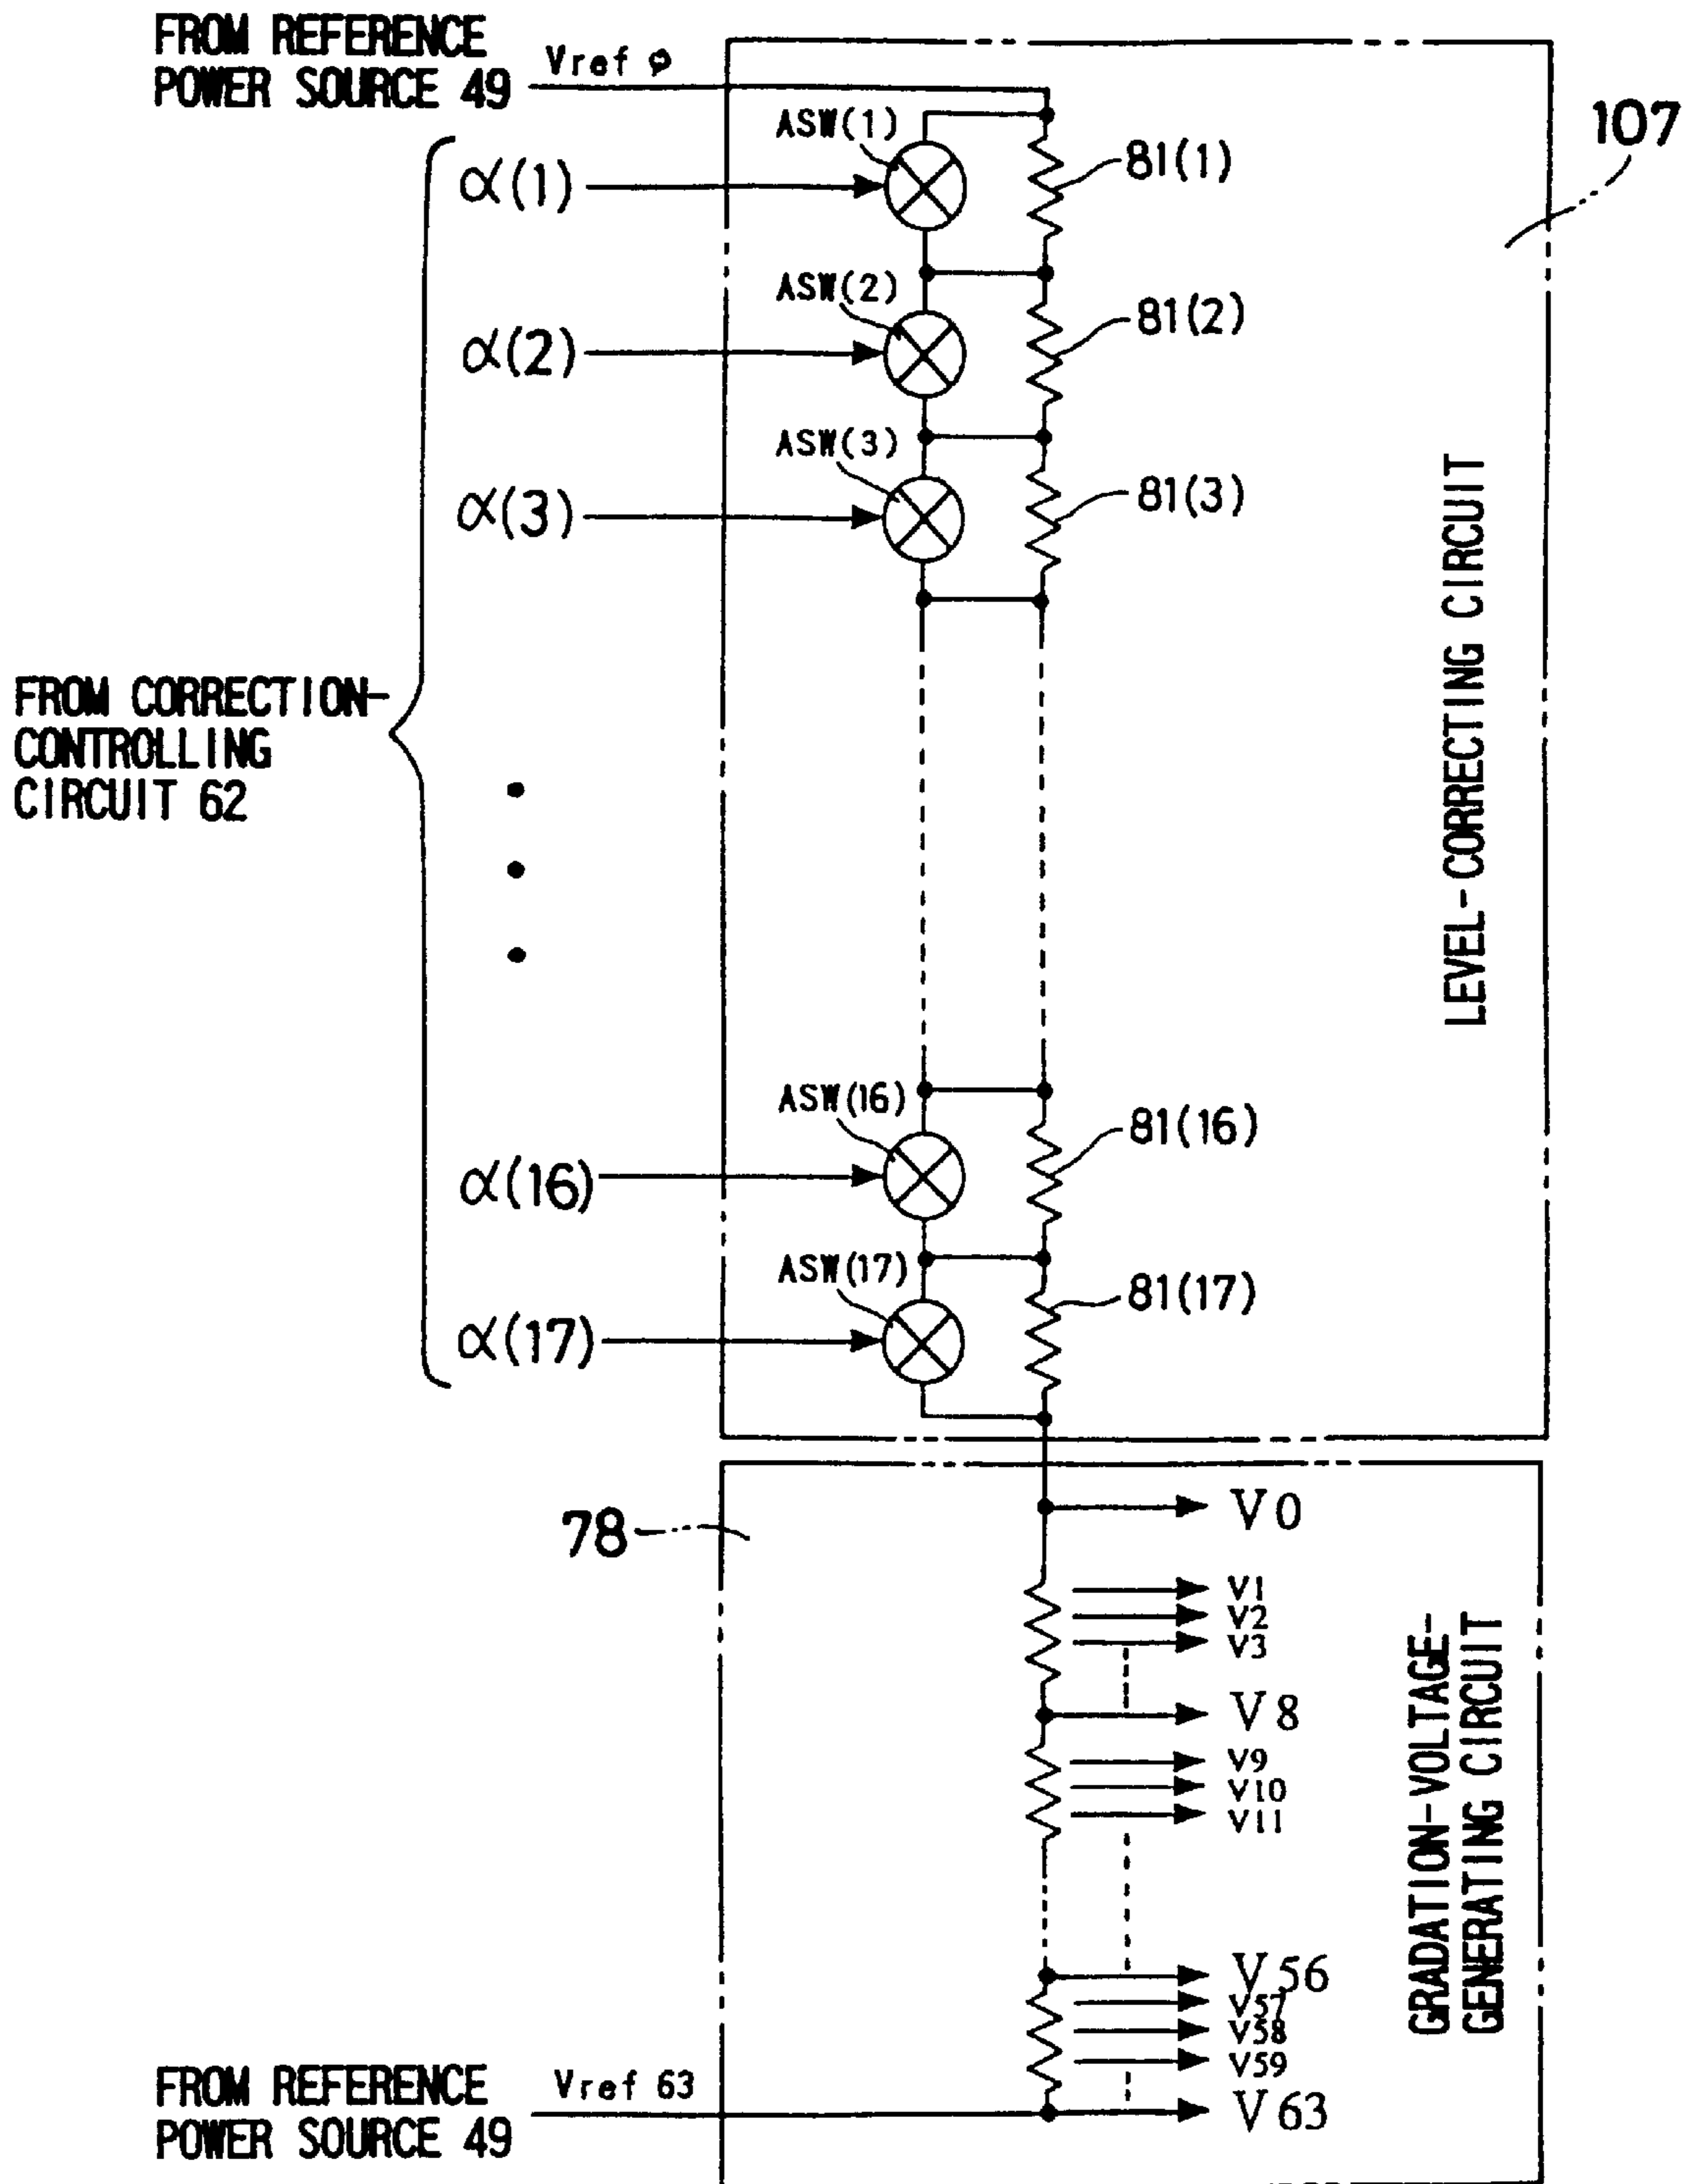 FROM REFERENCE
POWER SOURCE 49
Vref 0
107
ASW(1)
α(1)
81(1)
ASW(2)
α(2)
81(2)
ASW(3)
α(3)
81(3)
FROM CORRECTION-
CONTROLLING
CIRCUIT 62
LEVEL-CORRECTING CIRCUIT
ASW(16)
α(16)
81(16)
ASW(17)
α(17)
81(17)
78
V0
V1
V2
V3
V8
V9
V10
V11
V56
V57
V58
V59
V63
GRADATION-VOLTAGE-
GENERATING CIRCUIT
FROM REFERENCE
POWER SOURCE 49
Vref 63